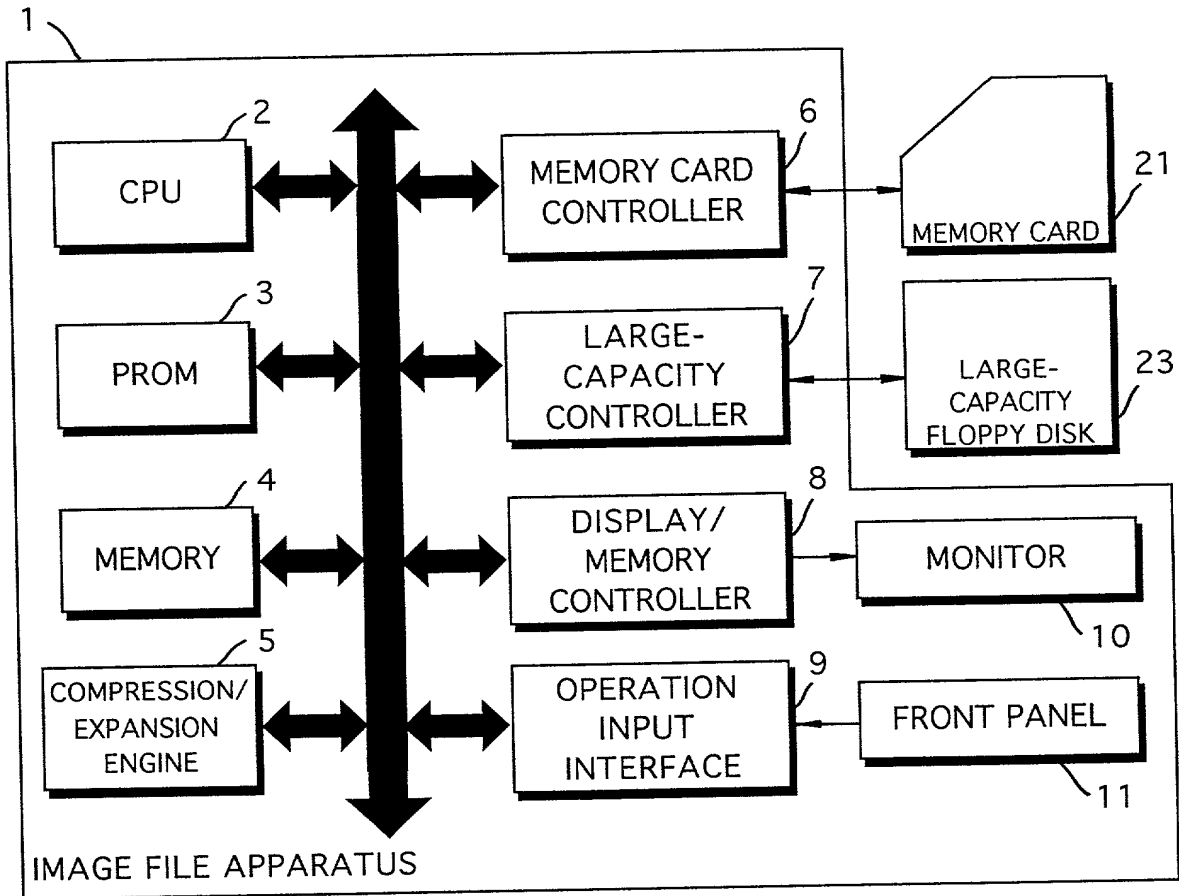 1
2
CPU
3
PROM
4
MEMORY
5
COMPRESSION/
EXPANSION
ENGINE
6
MEMORY CARD
CONTROLLER
7
LARGE-
CAPACITY
CONTROLLER
8
DISPLAY/
MEMORY
CONTROLLER
9
OPERATION
INPUT
INTERFACE
21
MEMORY CARD
23
LARGE-
CAPACITY
FLOPPY DISK
MONITOR
10
FRONT PANEL
11
IMAGE FILE APPARATUS